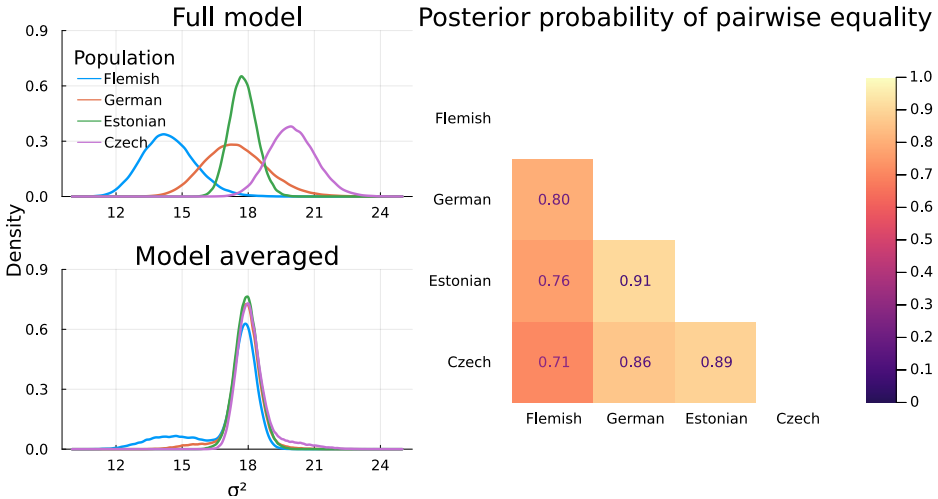 Full model
Posterior probability of pairwise equality
0.9
0.6
0.3
0.0
Population
Flemish
German
Estonian
Czech
12 15 18 21 24
Density
Model averaged
0.9
0.6
0.3
0.0
12 15 18 21 24
σ²
Flemish
German 0.80
Estonian 0.76 0.91
Czech 0.71 0.86 0.89
Flemish German Estonian Czech
1.0
0.9
0.8
0.7
0.6
0.5
0.4
0.3
0.2
0.1
0